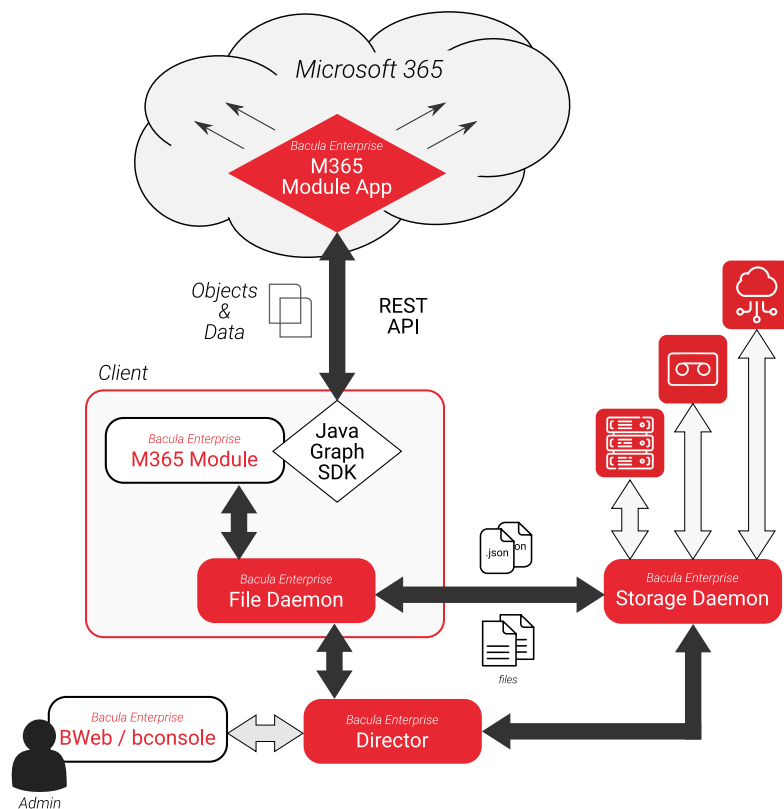 Microsoft 365
Bacula Enterprise
M365
Module App
Objects
&
Data
REST
API
Client
Bacula Enterprise
M365 Module
Java
Graph
SDK
.json
on
Bacula Enterprise
File Daemon
Bacula Enterprise
Storage Daemon
files
Bacula Enterprise
BWeb / bconsole
Bacula Enterprise
Director
Admin